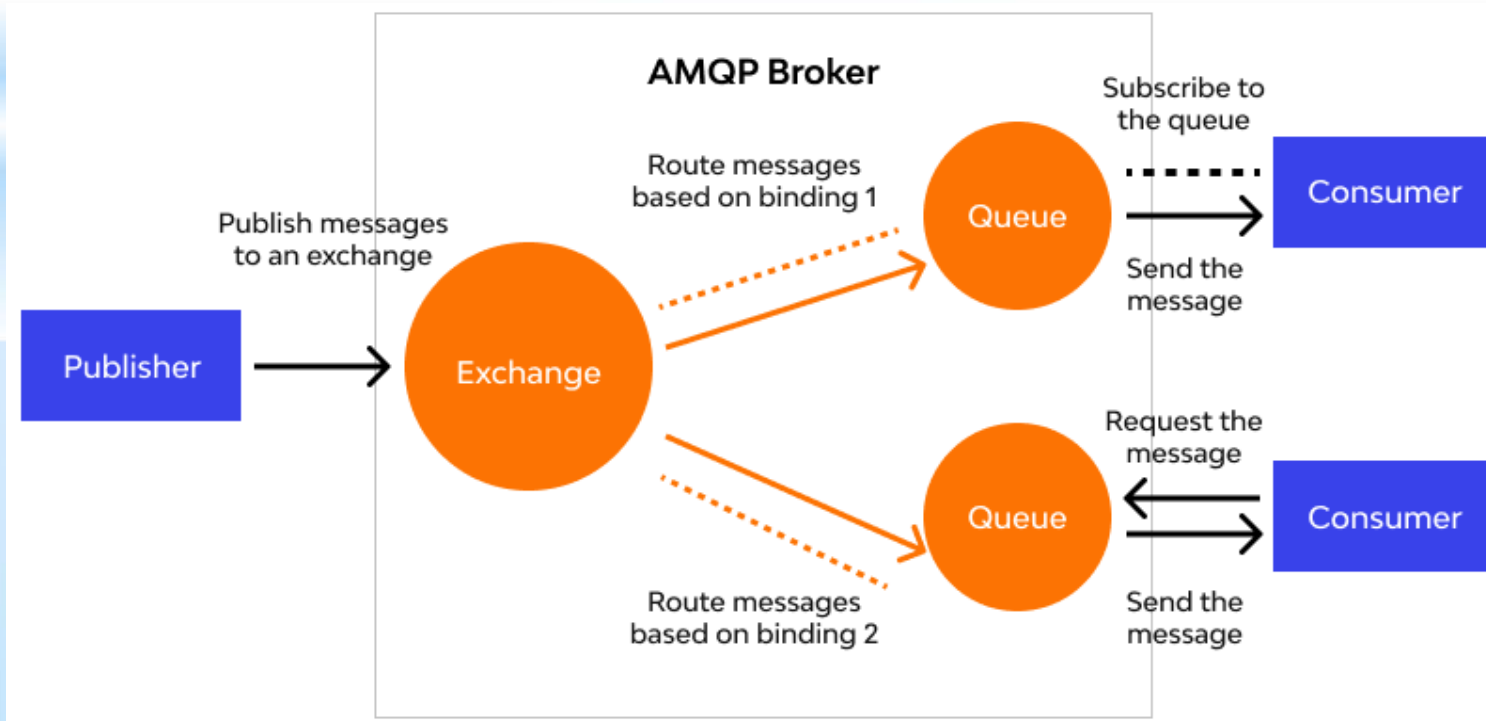 AMQP Broker
Subscribe to
the queue
Route messages
based on binding 1
Consumer
Queue
Publish messages
to an exchange
Send the
message
Publisher
Exchange
Request the
message
Queue
Consumer
Route messages
based on binding 2
Send the
message